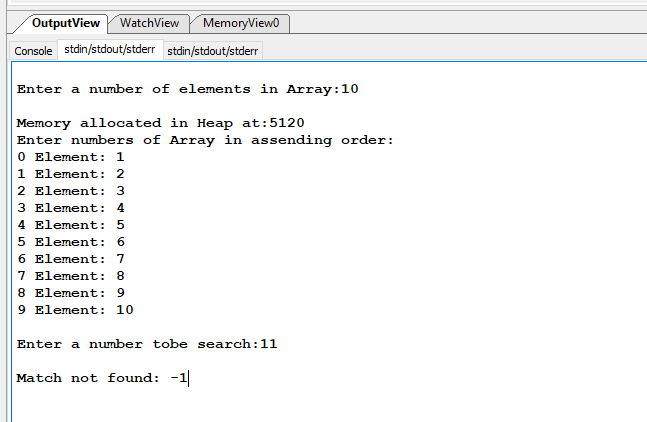 OutputView WatchView MemoryView0
Console stdin/stdout/stderr stdin/stdout/stderr
Enter a number of elements in Array:10
Memory allocated in Heap at:5120
Enter numbers of Array in assending order:
0 Element: 1
1 Element: 2
2 Element: 3
3 Element: 4
4 Element: 5
5 Element: 6
6 Element: 7
7 Element: 8
8 Element: 9
9 Element: 10
Enter a number tobe search:11
Match not found: -1